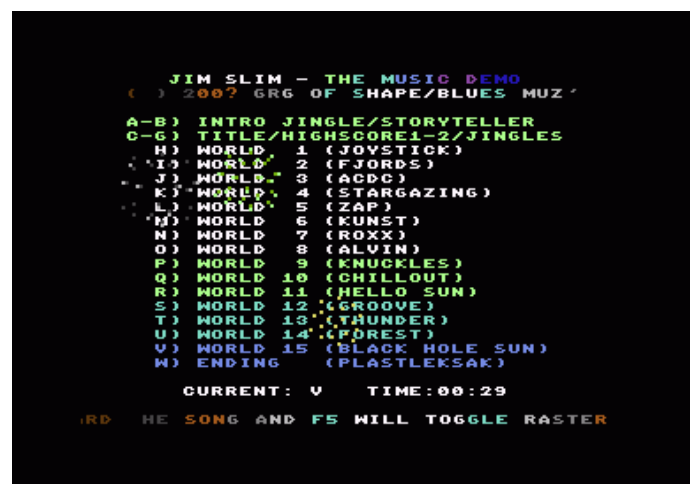 JIM SLIM - THE MUSIC DEMO
( ) 200? GRG OF SHAPE/BLUES MUZ'
A-B) INTRO JINGLE/STORYTELLER
C-G) TITLE/HIGHSCORE1-2/JINGLES
H) WORLD 1 (JOYSTICK)
I) WORLD 2 (FJORDS)
J) WORLD 3 (ACDC)
K) WORLD 4 (STARGAZING)
L) WORLD 5 (ZAP)
M) WORLD 6 (KUNST)
N) WORLD 7 (ROXX)
O) WORLD 8 (ALVIN)
P) WORLD 9 (KNUCKLES)
Q) WORLD 10 (CHILLOUT)
R) WORLD 11 (HELLO SUN)
S) WORLD 12 (GROOVE)
T) WORLD 13 (THUNDER)
U) WORLD 14 (FOREST)
V) WORLD 15 (BLACK HOLE SUN)
W) ENDING (PLASTLEKSAK)
CURRENT: V TIME:00:29
RD HE SONG AND F5 WILL TOGGLE RASTER